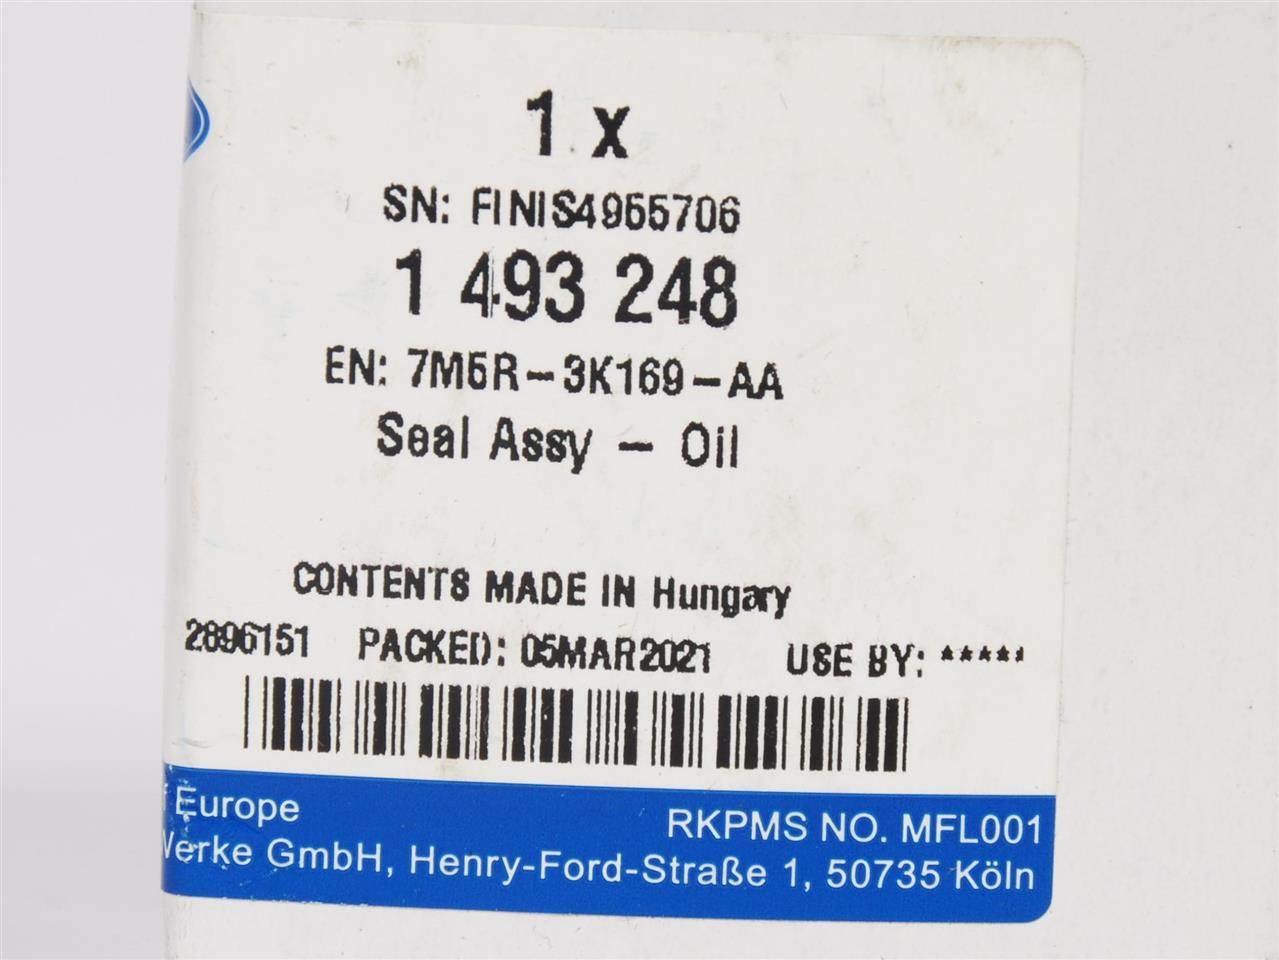 1 x
SN: FINIS4955706
1 493 248
EN: 7M5R-3K169-AA
Seal Assy - Oil
CONTENTS MADE IN Hungary
2896151 PACKED: 05MAR2021 USE BY: *****
f Europe
RKPMS NO. MFL001
Werke GmbH, Henry-Ford-Straße 1, 50735 Köln